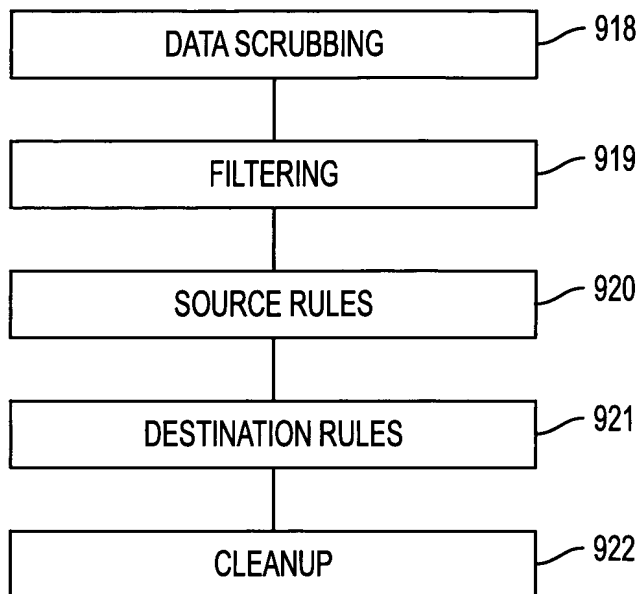 DATA SCRUBBING 918
FILTERING 919
SOURCE RULES 920
DESTINATION RULES 921
CLEANUP 922